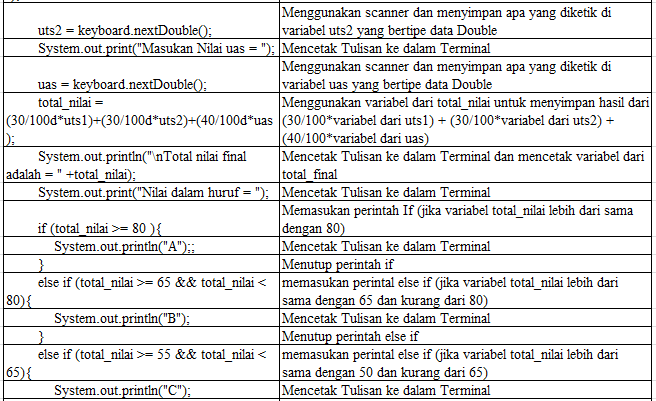 Menggunakan scanner dan menyimpan apa yang diketik di
uts2 = keyboard.nextDouble();
variabel uts2 yang bertipe data Double
System.out.print("Masukan Nilai uas = ");
Mencetak Tulisan ke dalam Terminal
Menggunakan scanner dan menyimpan apa yang diketik di
uas = keyboard.nextDouble();
variabel uas yang bertipe data Double
total_nilai =
(30/100d*uts1)+(30/100d*uts2)+(40/100d*uas
);
Menggunakan variabel dari total_nilai untuk menyimpan hasil dari
(30/100*variabel dari uts1) + (30/100*variabel dari uts2) +
(40/100*variabel dari uas)
System.out.println("\nTotal nilai final
adalah = " +total_nilai);
Mencetak Tulisan ke dalam Terminal dan mencetak variabel dari
total_final
System.out.print("Nilai dalam huruf = ");
Mencetak Tulisan ke dalam Terminal
if (total_nilai >= 80 ){
Memasukan perintah If (jika variabel total_nilai lebih dari sama
dengan 80)
System.out.println("A");;
Mencetak Tulisan ke dalam Terminal
}
Menutup perintah if
else if (total_nilai >= 65 && total_nilai <
80){
memasukan perintal else if (jika variabel total_nilai lebih dari
sama dengan 65 dan kurang dari 80)
System.out.println("B");
Mencetak Tulisan ke dalam Terminal
}
Menutup perintah else if
else if (total_nilai >= 55 && total_nilai <
65){
memasukan perintal else if (jika variabel total_nilai lebih dari
sama dengan 50 dan kurang dari 65)
System.out.println("C");
Mencetak Tulisan ke dalam Terminal